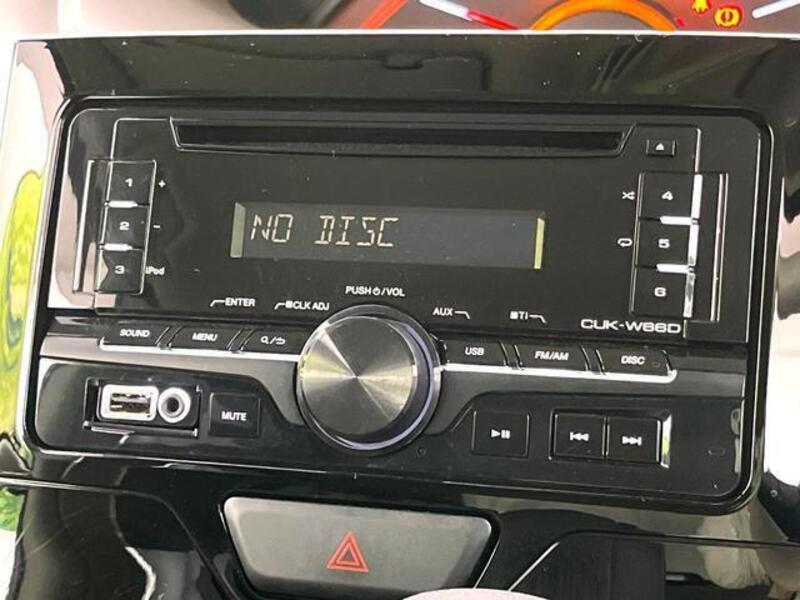 NO DISC
1 +
2 -
3 iPod
4
5
6
PUSH⏻/VOL
ENTER
CLK ADJ
AUX
TI
CUK-W66D
SOUND
MENU
USB
FM/AM
DISC
MUTE